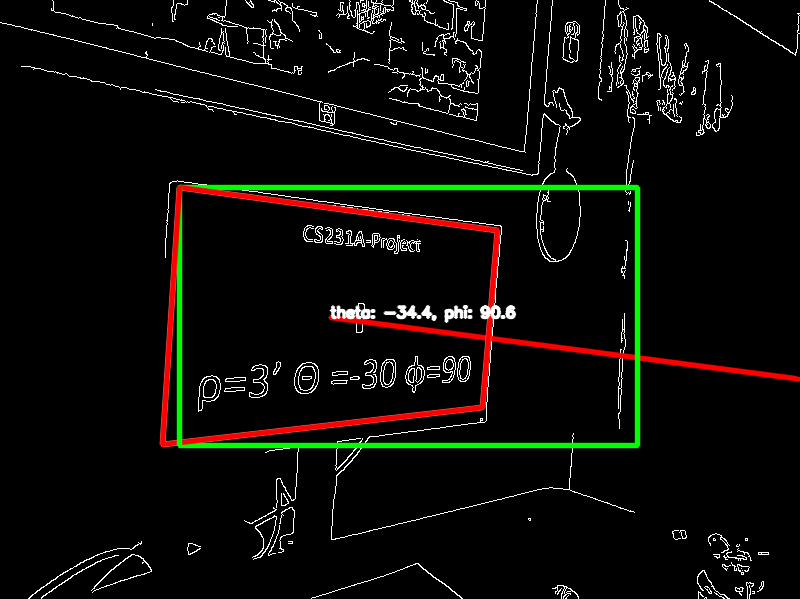 CS231A-Project
theta: -34.4, phi: 90.6
ρ=3' Θ =-30 ϕ=90